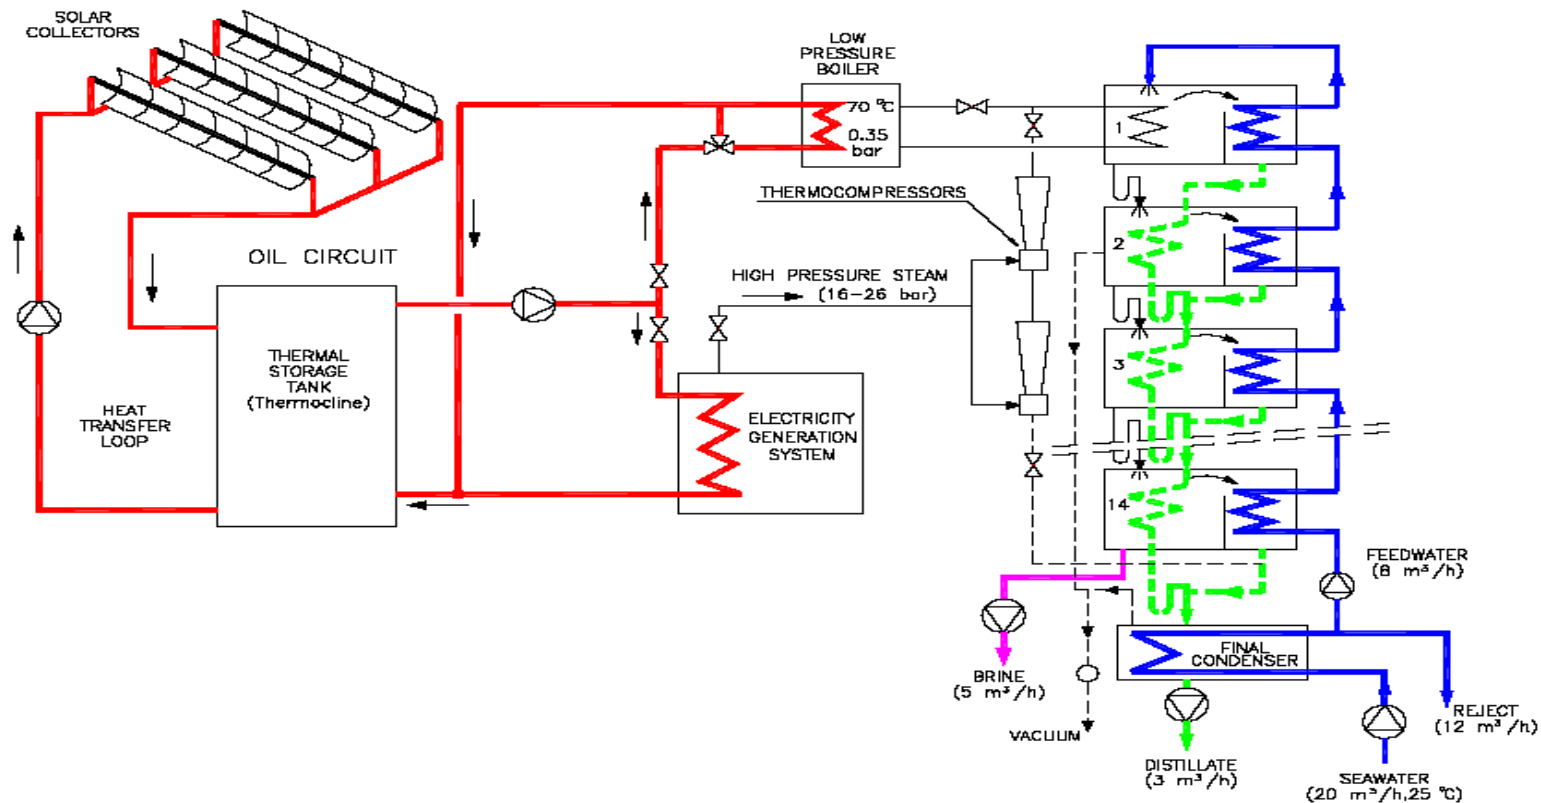 SOLAR
COLLECTORS
LOW
PRESSURE
BOILER
70 °C
0.35
bar
1
THERMOCOMPRESSORS
2
OIL CIRCUIT
HIGH PRESSURE STEAM
(16-26 bar)
THERMAL
STORAGE
TANK
(Thermocline)
3
HEAT
TRANSFER
LOOP
ELECTRICITY
GENERATION
SYSTEM
14
FEEDWATER
(8 m³/h)
FINAL
CONDENSER
BRINE
(5 m³/h)
REJECT
(12 m³/h)
VACUUM
DISTILLATE
(3 m³/h)
SEAWATER
(20 m³/h,25 °C)